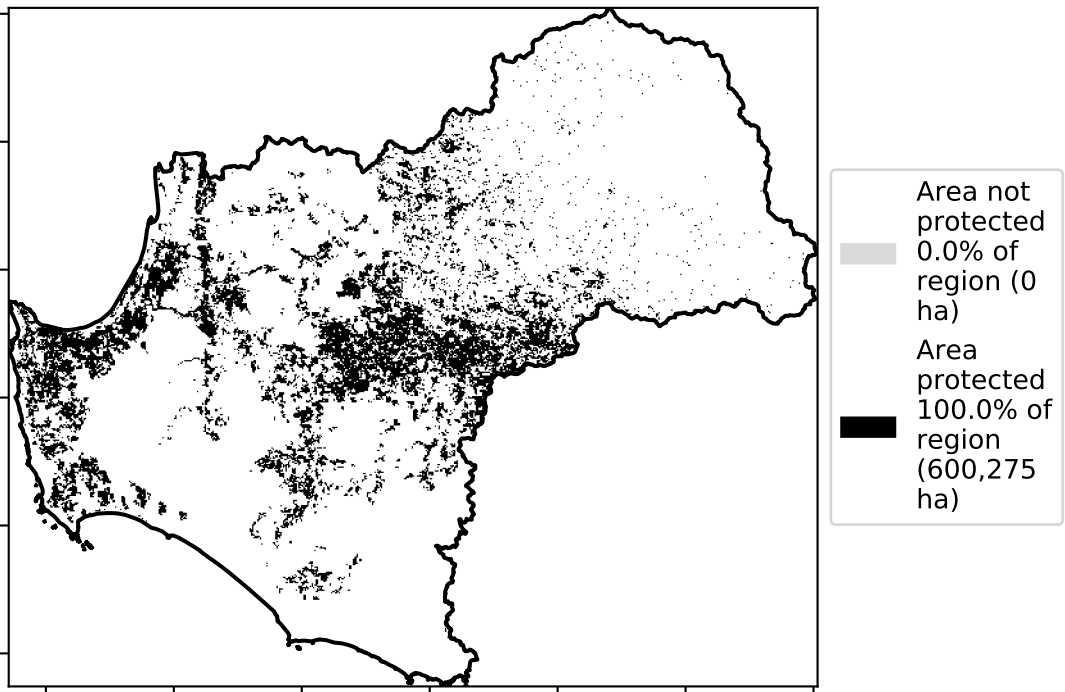 Area not
protected
0.0% of
region (0
ha)
Area
protected
100.0% of
region
(600,275
ha)